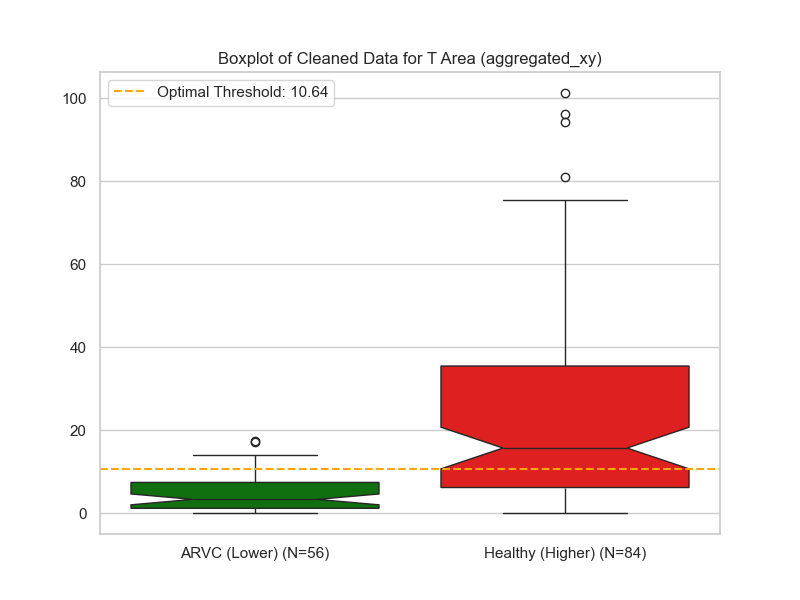 Boxplot of Cleaned Data for T Area (aggregated_xy)
Optimal Threshold: 10.64
100
80
60
40
20
0
ARVC (Lower) (N=56)
Healthy (Higher) (N=84)